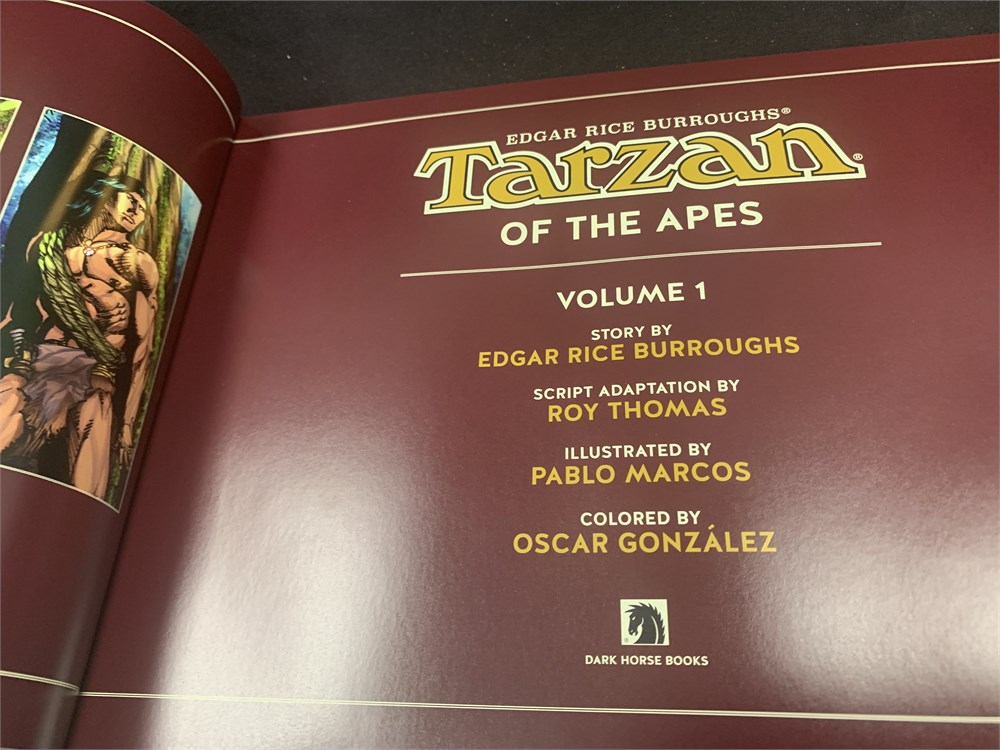 EDGAR RICE BURROUGHS®
Tarzan®
OF THE APES
VOLUME 1
STORY BY
EDGAR RICE BURROUGHS
SCRIPT ADAPTATION BY
ROY THOMAS
ILLUSTRATED BY
PABLO MARCOS
COLORED BY
OSCAR GONZÁLEZ
®
DARK HORSE BOOKS